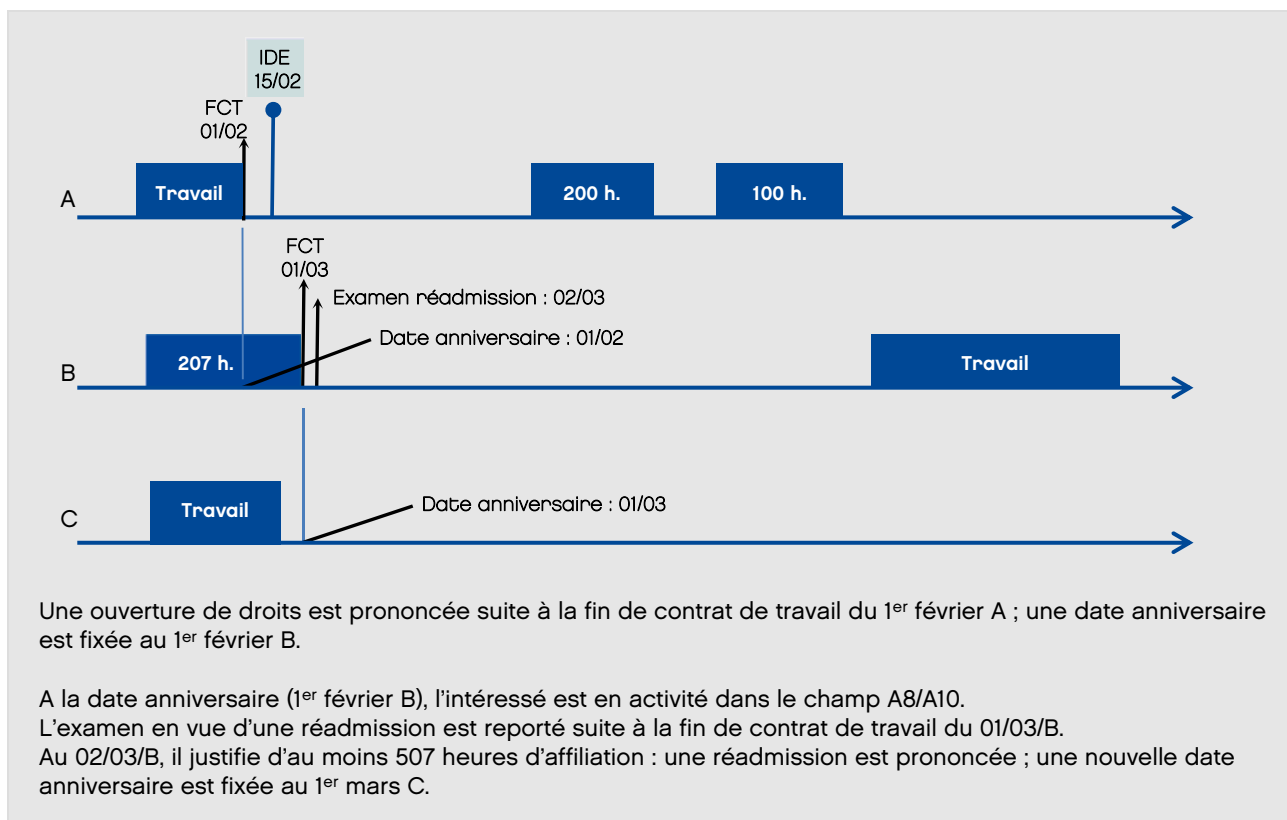 IDE
15/02
FCT
01/02
Travail
200 h.
100 h.
A
FCT
01/03
Examen réadmission : 02/03
Date anniversaire : 01/02
207 h.
Travail
B
Travail
Date anniversaire : 01/03
C
Une ouverture de droits est prononcée suite à la fin de contrat de travail du 1er février A ; une date anniversaire
est fixée au 1er février B.
A la date anniversaire (1er février B), l'intéressé est en activité dans le champ A8/A10.
L'examen en vue d'une réadmission est reporté suite à la fin de contrat de travail du 01/03/B.
Au 02/03/B, il justifie d'au moins 507 heures d'affiliation : une réadmission est prononcée ; une nouvelle date
anniversaire est fixée au 1er mars C.